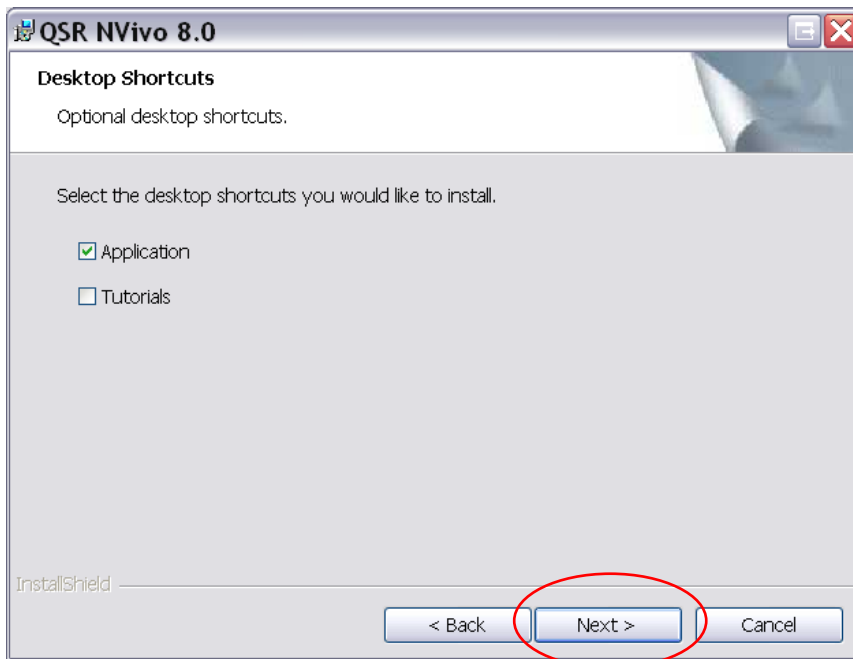 QSR NVivo 8.0
Desktop Shortcuts
Optional desktop shortcuts.
Select the desktop shortcuts you would like to install.
Application
Tutorials
InstallShield
< Back Next > Cancel